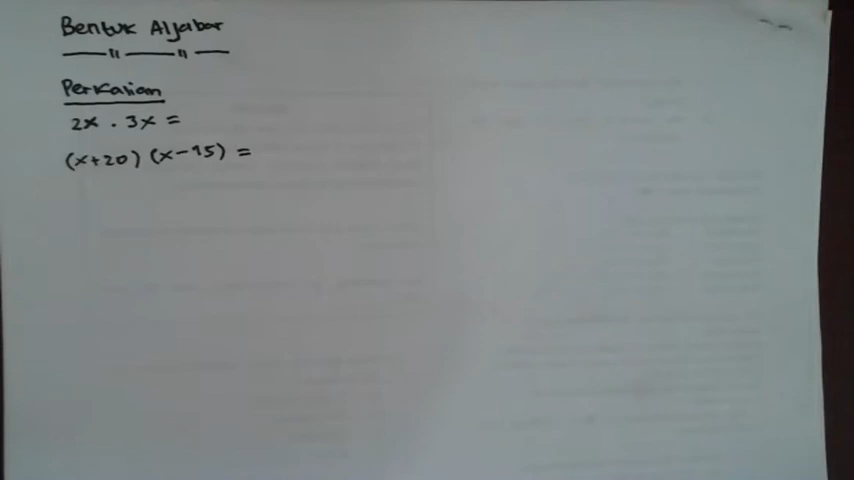 Bentuk Aljabar
Perkalian
2x . 3x =
(x+20) (x-15) =